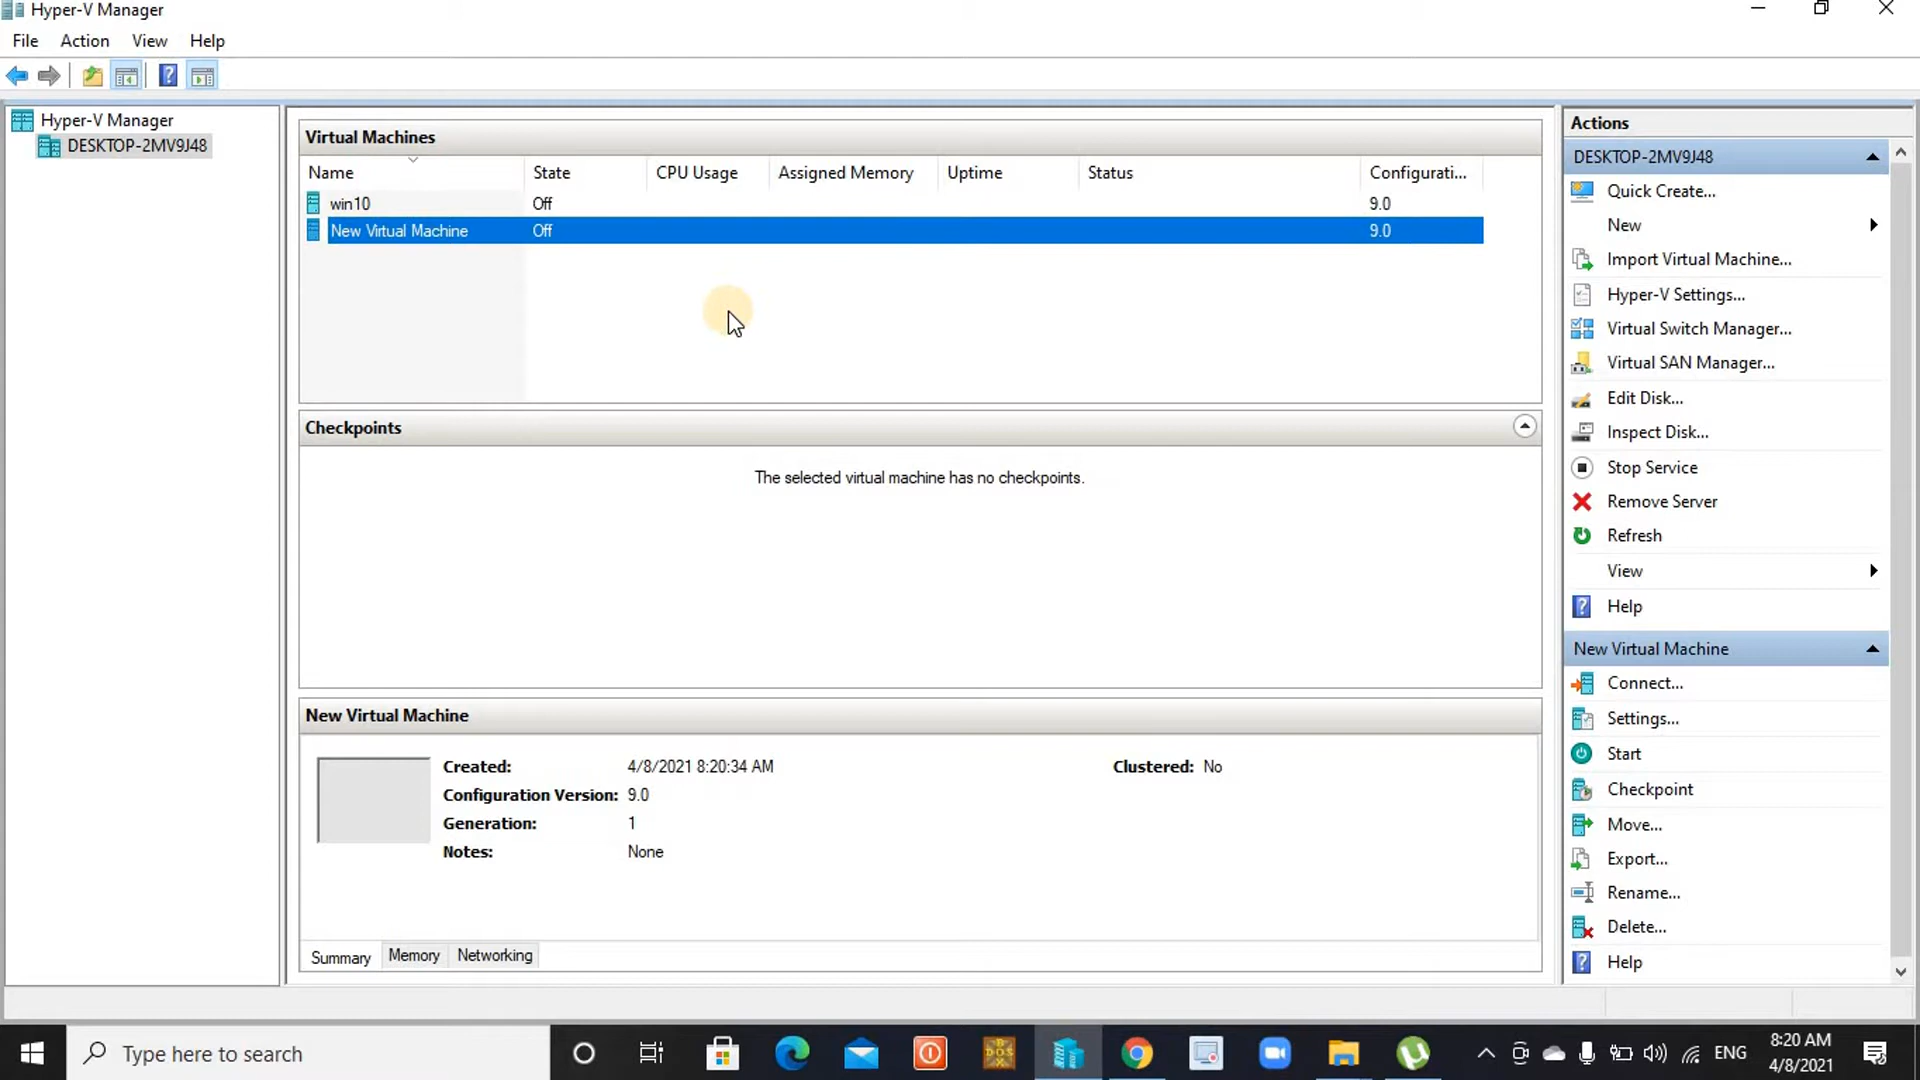 Hyper-V Manager
File Action View Help
Hyper-V Manager
DESKTOP-2MV9J48
Virtual Machines
Name State CPU Usage Assigned Memory Uptime Status Configurati...
win10 Off 9.0
New Virtual Machine Off 9.0
Checkpoints
The selected virtual machine has no checkpoints.
New Virtual Machine
Created: 4/8/2021 8:20:34 AM Clustered: No
Configuration Version: 9.0
Generation: 1
Notes: None
Summary Memory Networking
Actions
DESKTOP-2MV9J48
Quick Create...
New
Import Virtual Machine...
Hyper-V Settings...
Virtual Switch Manager...
Virtual SAN Manager...
Edit Disk...
Inspect Disk...
Stop Service
Remove Server
Refresh
View
Help
New Virtual Machine
Connect...
Settings...
Start
Checkpoint
Move...
Export...
Rename...
Delete...
Help
Type here to search
DOS
ENG
8:20 AM
4/8/2021